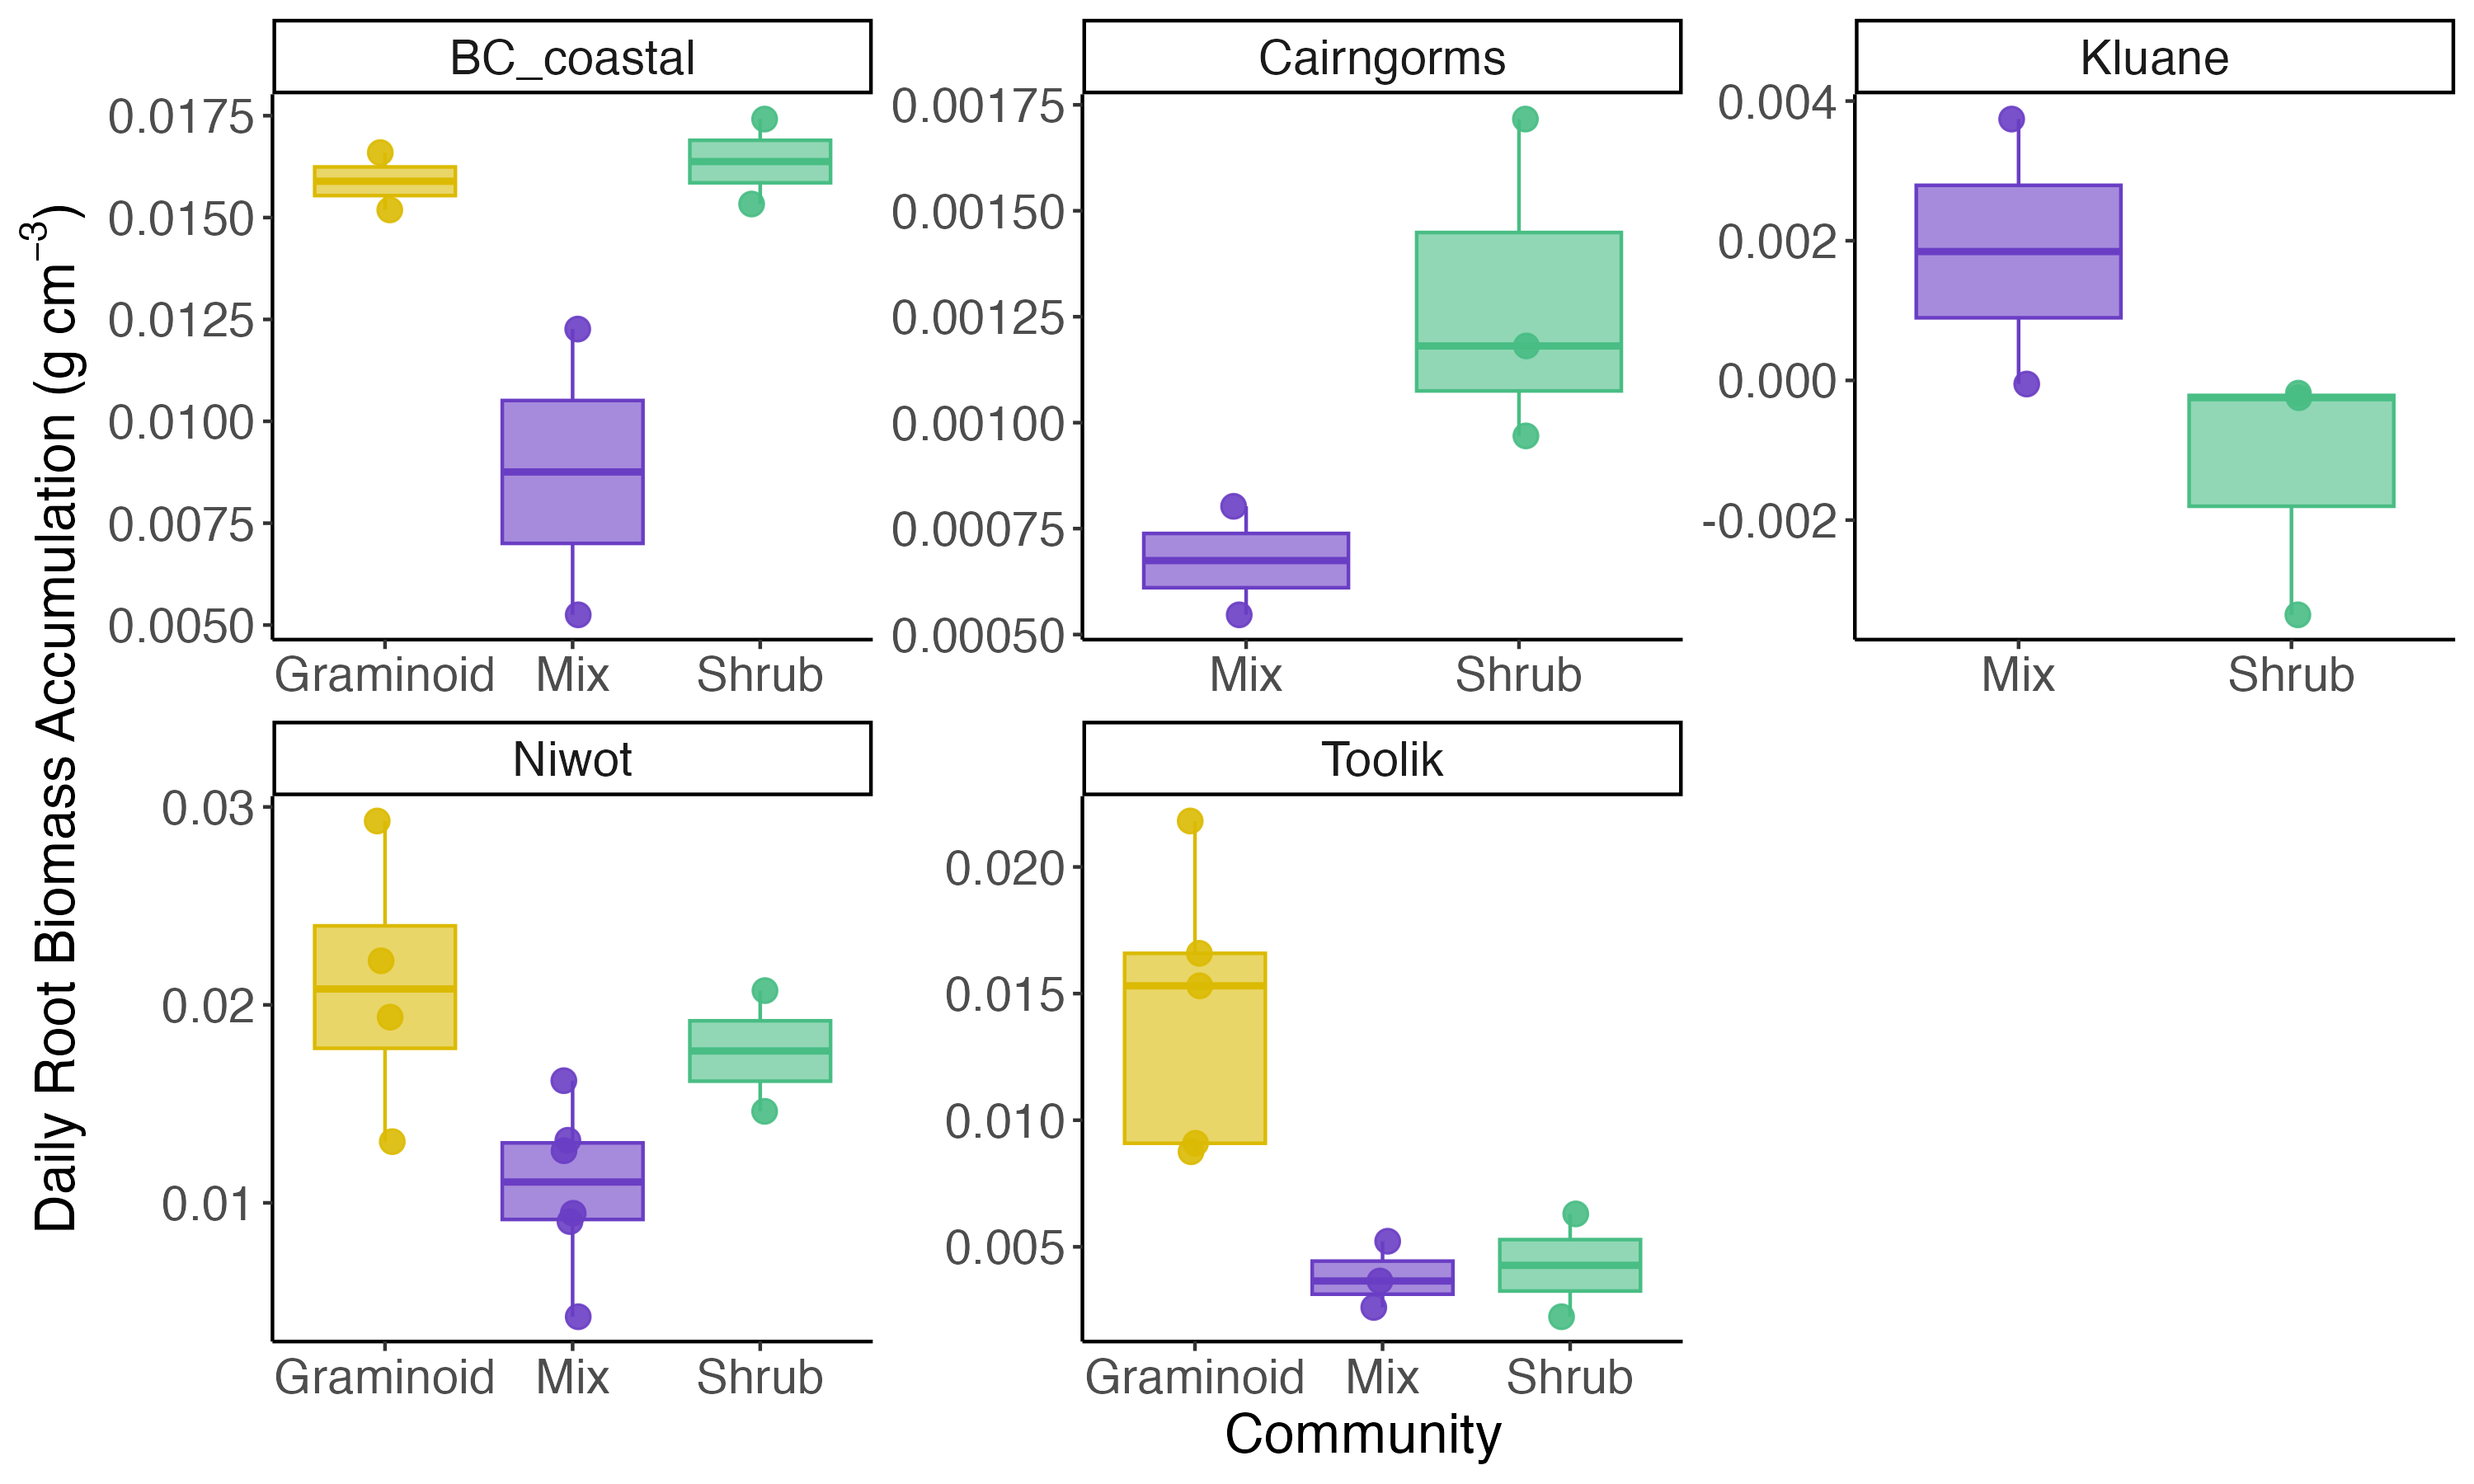 Daily Root Biomass Accumulation (g cm⁻³)
BC_coastal
0.0175
0.0150
0.0125
0.0100
0.0075
0.0050
Graminoid Mix Shrub
Cairngorms
0.00175
0.00150
0.00125
0.00100
0.00075
0.00050
Mix Shrub
Kluane
0.004
0.002
0.000
-0.002
Mix Shrub
Niwot
0.03
0.02
0.01
Graminoid Mix Shrub
Toolik
0.020
0.015
0.010
0.005
Graminoid Mix Shrub
Community